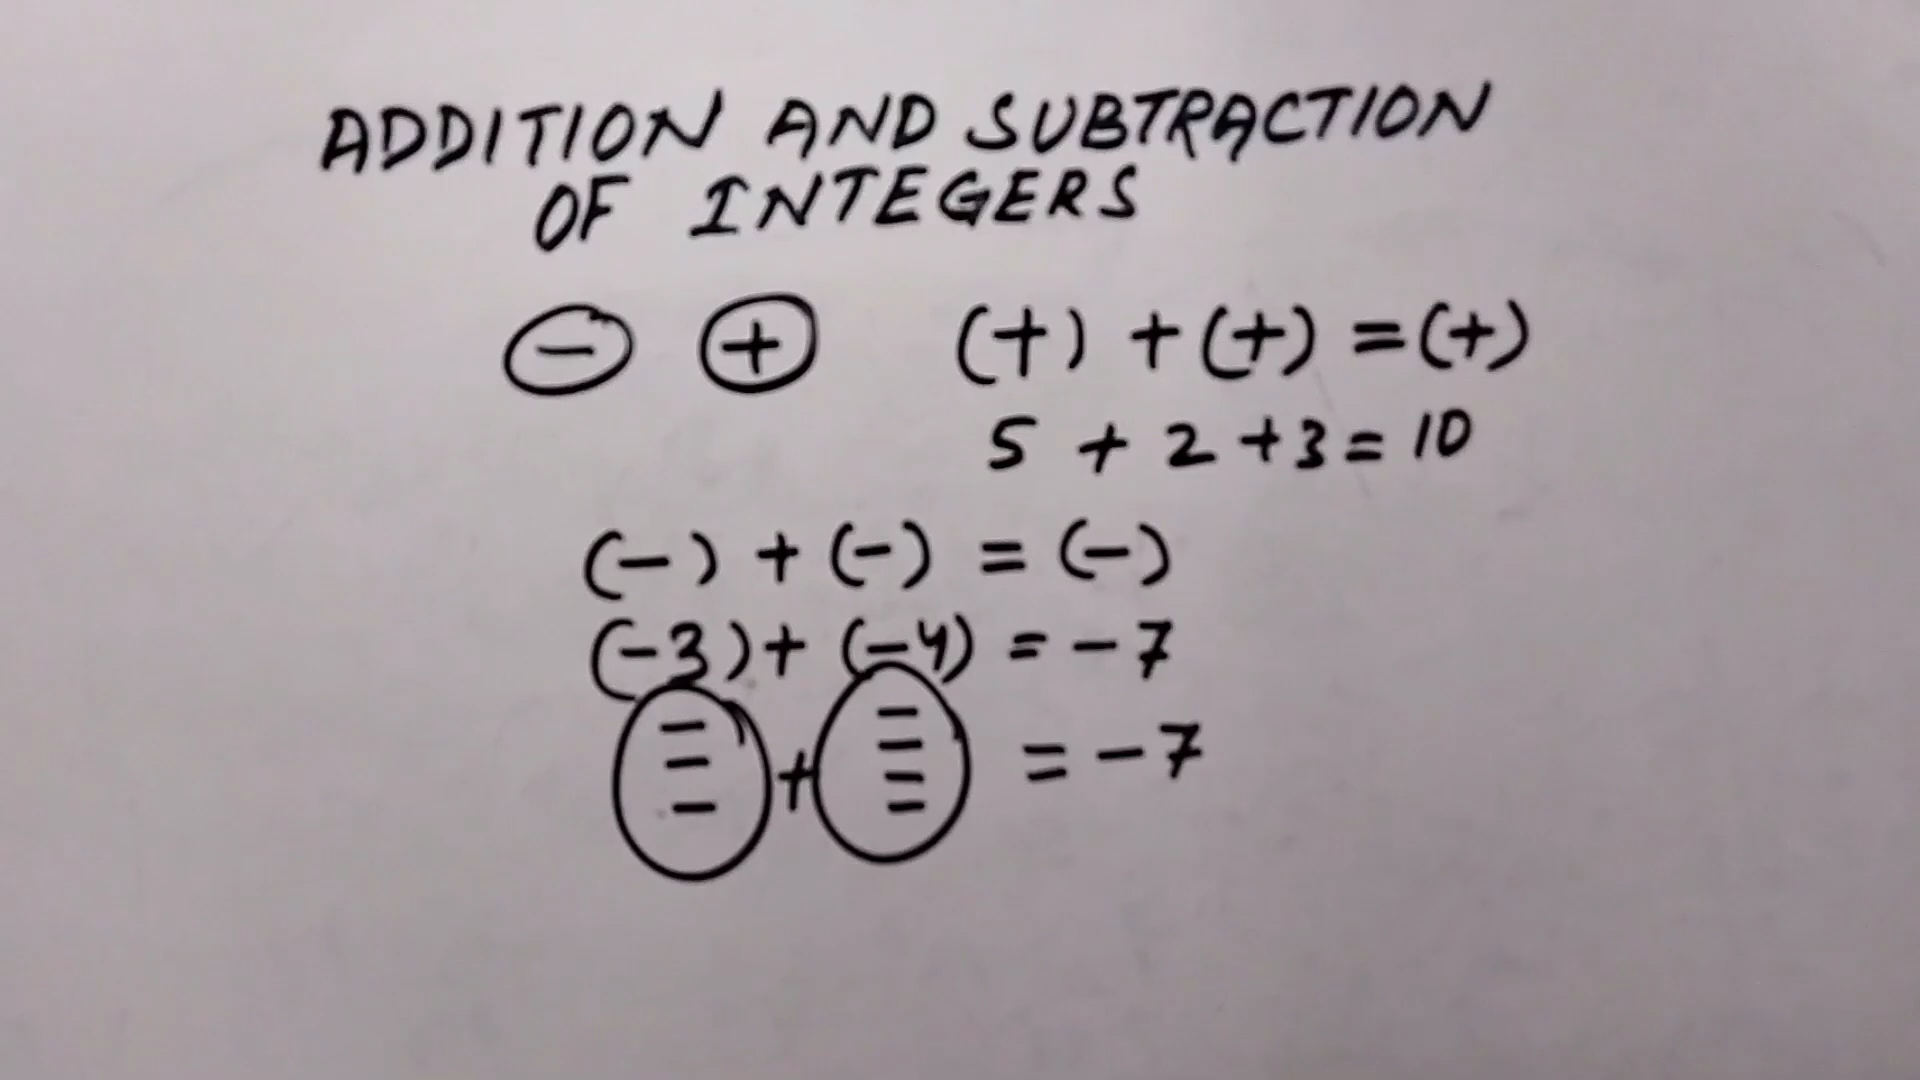 ADDITION AND SUBTRACTION
OF INTEGERS
- + (+) + (+) = (+)
5 + 2 + 3 = 10
(-) + (-) = (-)
(-3) + (-4) = -7
- - - + - - - - = -7